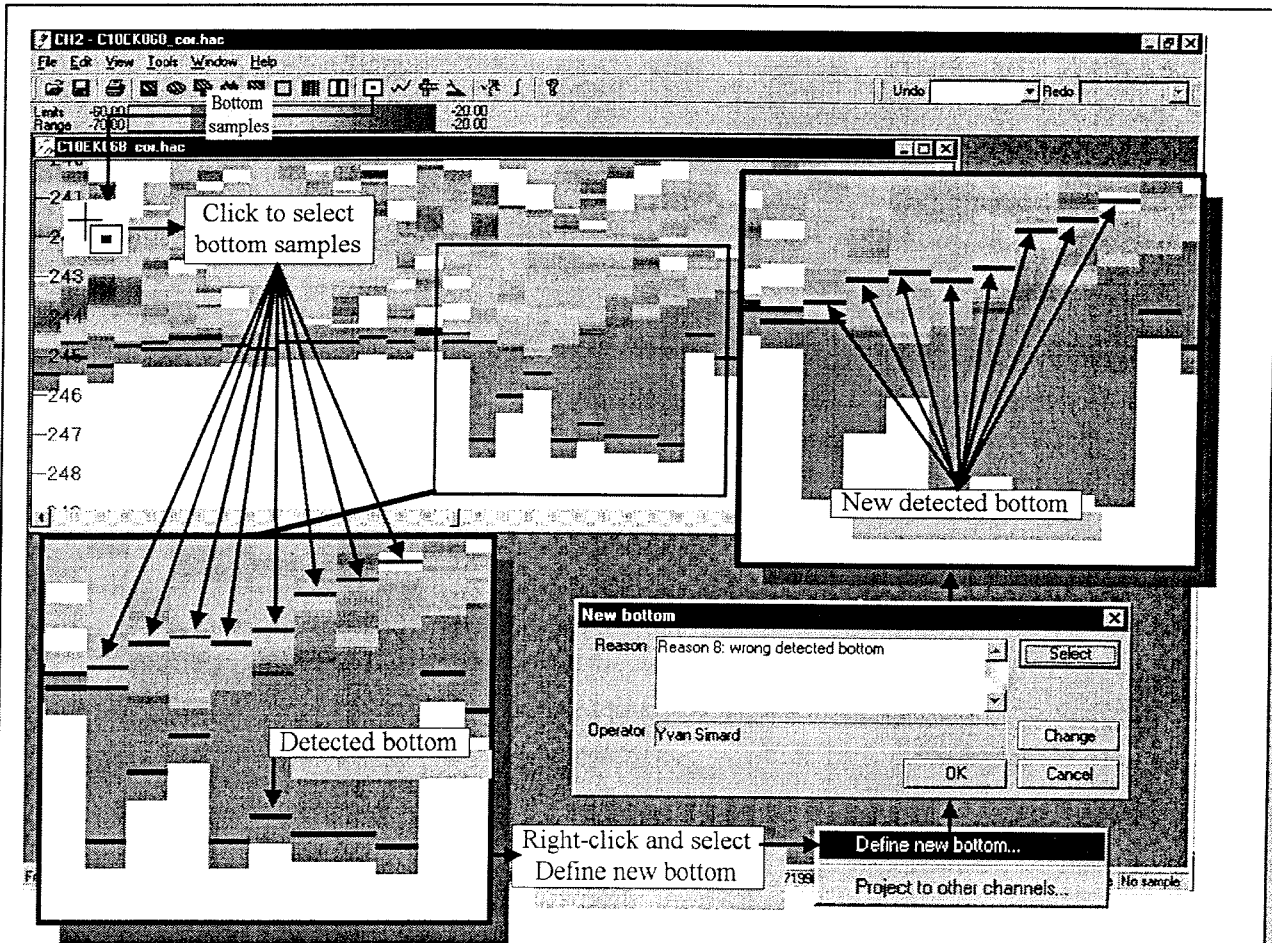 CH2 - C10EK068_cor.hac
File Edit View Tools Window Help
Undo Redo
Bottom
samples
Limits -60.00 -20.00
Range -70.00 -20.00
C10EK068_cor.hac
241
243
244
245
246
247
248
Click to select
bottom samples
New detected bottom
Detected bottom
New bottom
Reason Reason 8: wrong detected bottom
Select
Operator Yvan Simard
Change
OK Cancel
Right-click and select
Define new bottom
Define new bottom...
Project to other channels...
No sample